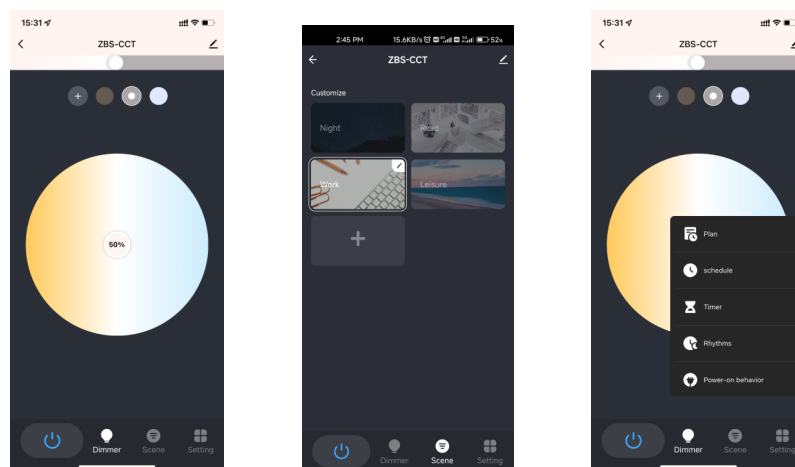 15:31
ZBS-CCT
50%
Dimmer
Scene
Setting
2:45 PM
15.6KB/s
52%
ZBS-CCT
Customize
Night
Read
Work
Leisure
Dimmer
Scene
Setting
15:31
ZBS-CCT
Plan
schedule
Timer
Rhythms
Power-on behavior
Dimmer
Scene
Setting